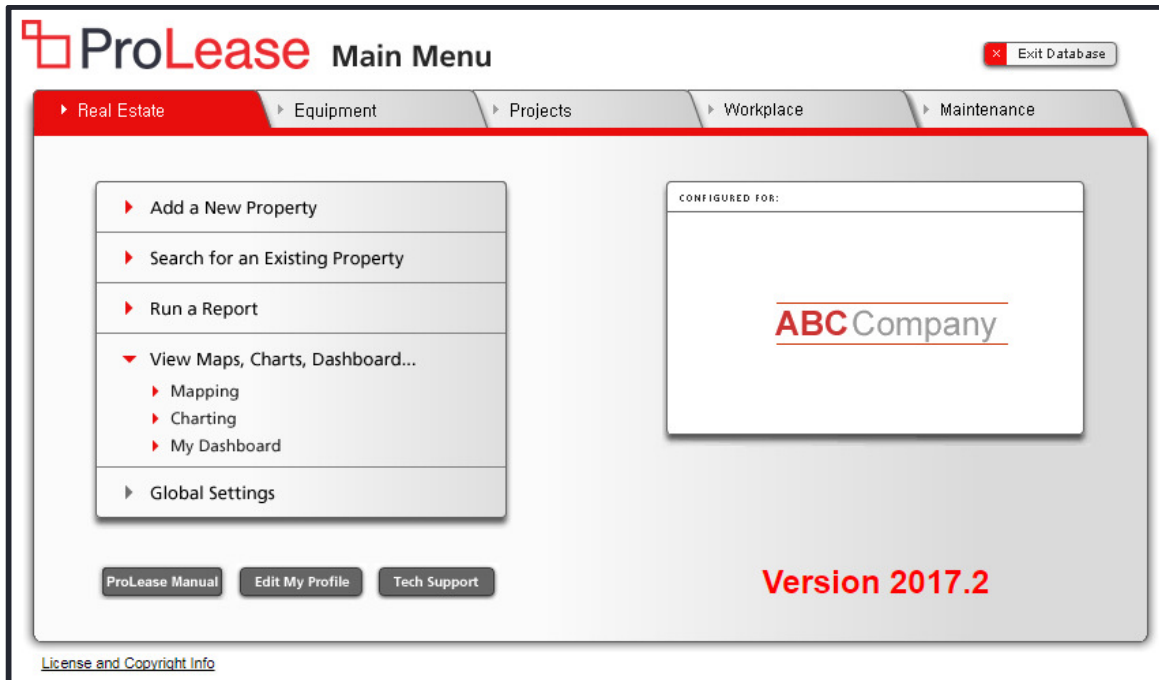 ProLease Main Menu
Exit Database
Real Estate
Equipment
Projects
Workplace
Maintenance
Add a New Property
Search for an Existing Property
Run a Report
View Maps, Charts, Dashboard...
Mapping
Charting
My Dashboard
Global Settings
CONFIGURED FOR:
ABC Company
ProLease Manual
Edit My Profile
Tech Support
Version 2017.2
License and Copyright Info